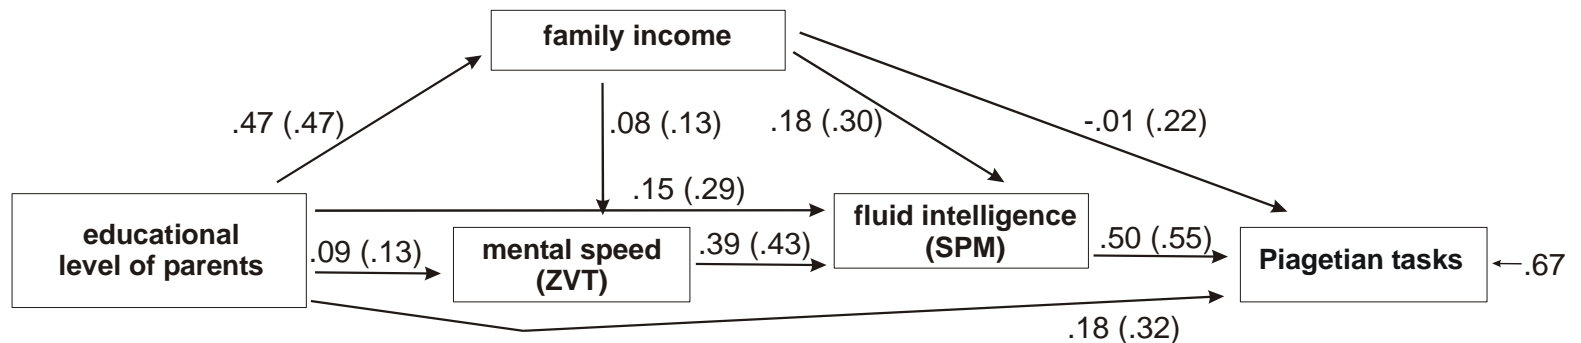 family income
.47 (.47)
.08 (.13)
.18 (.30)
-.01 (.22)
.15 (.29)
educational
level of parents
.09 (.13)
mental speed
(ZVT)
.39 (.43)
fluid intelligence
(SPM)
.50 (.55)
Piagetian tasks
.67
.18 (.32)